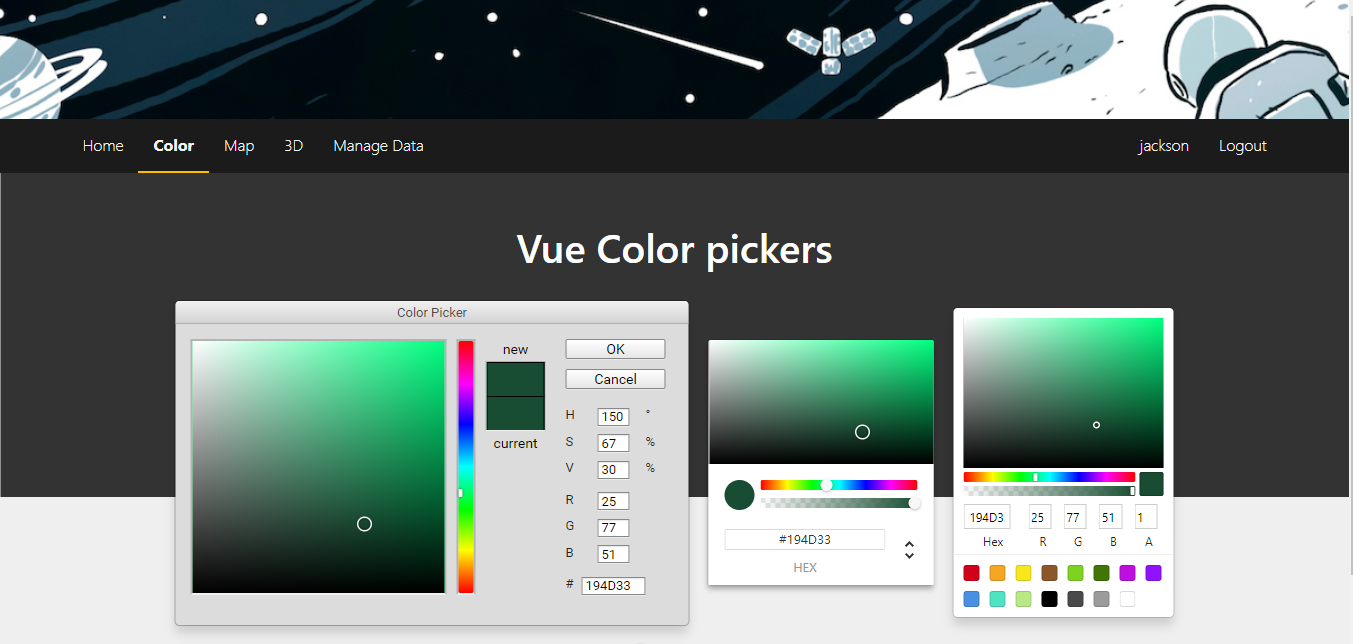 Home Color Map 3D Manage Data jackson Logout
Vue Color pickers
Color Picker
new
current
OK
Cancel
H 150 °
S 67 %
V 30 %
R 25
G 77
B 51
# 194D33
#194D33
HEX
194D3 25 77 51 1
Hex R G B A